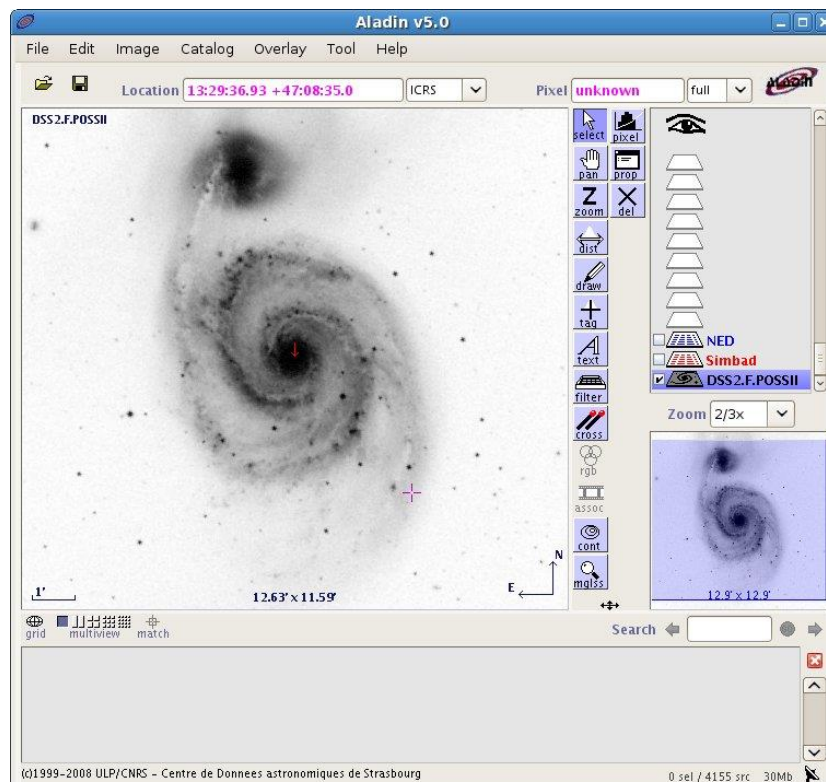 Aladin v5.0
File Edit Image Catalog Overlay Tool Help
Location 13:29:36.93 +47:08:35.0 ICRS Pixel unknown full Aladin
DSS2.F.POSSII
select pixel
pan prop
zoom del
dist
draw
tag
text
filter
cross
rgb
assoc
cont
mglss
NED
Simbad
DSS2.F.POSSII
Zoom 2/3x
12.9' x 12.9'
1'
12.63' x 11.59'
N
E
grid multiview match
Search
(c)1999-2008 ULP/CNRS - Centre de Donnees astronomiques de Strasbourg
0 sel / 4155 src 30Mb